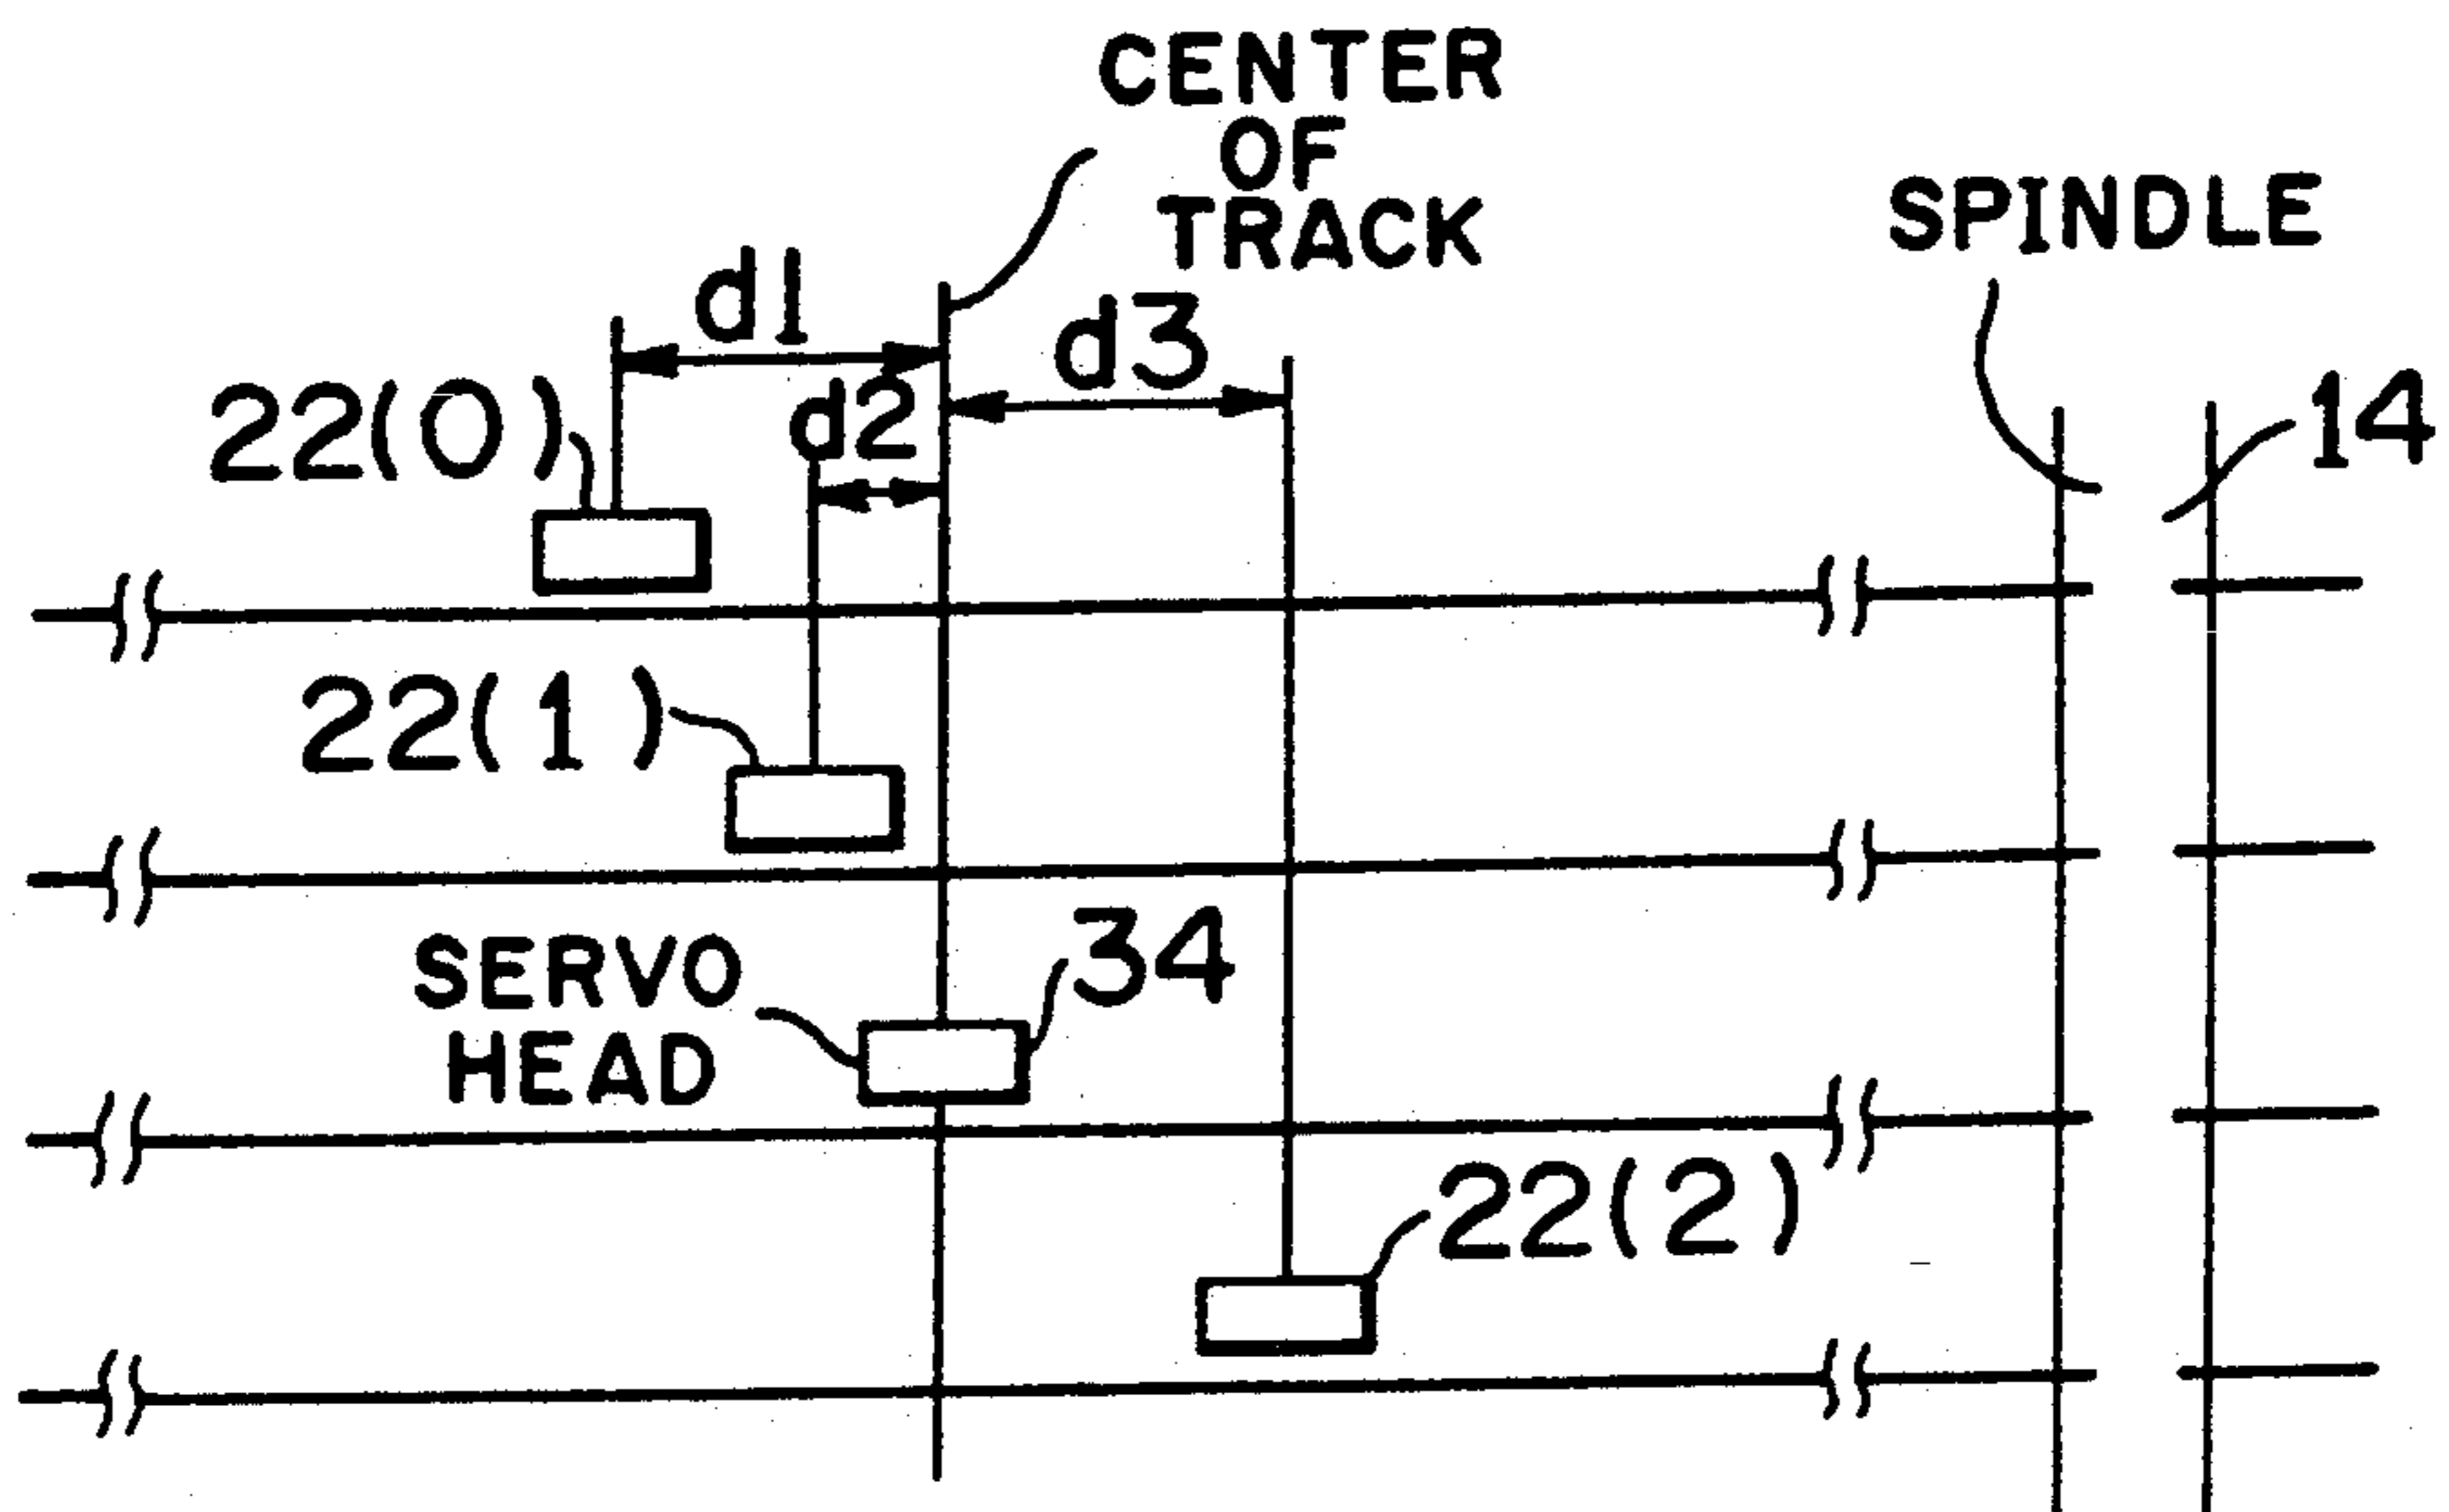 CENTER
OF
TRACK
SPINDLE
d1
d3
14
22(0)
d2
22(1)
SERVO
HEAD
34
22(2)